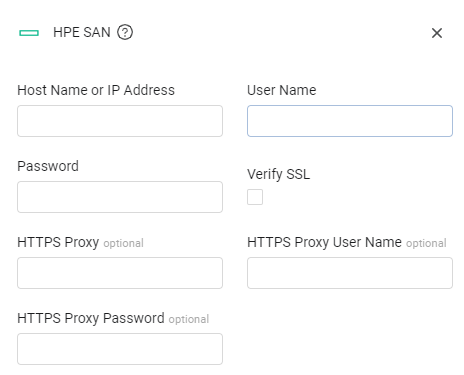 HPE SAN ?
Host Name or IP Address
User Name
Password
Verify SSL
HTTPS Proxy optional
HTTPS Proxy User Name optional
HTTPS Proxy Password optional